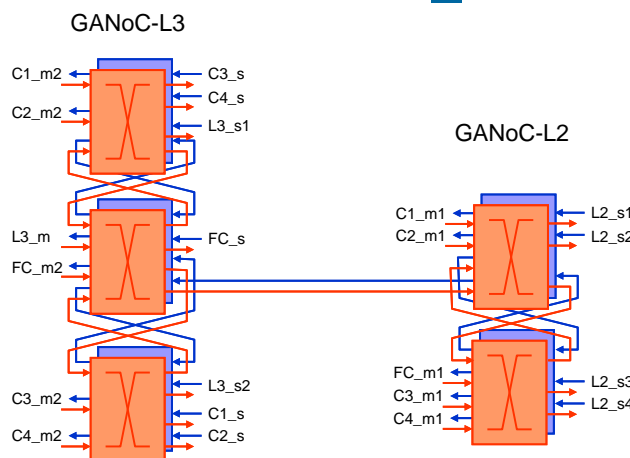 GANoC-L3
C1_m2
C3_s
C4_s
C2_m2
L3_s1
GANoC-L2
C1_m1
L2_s1
C2_m1
L2_s2
L3_m
FC_s
FC_m2
FC_m1
L3_s2
L2_s3
C3_m2
C3_m1
C1_s
L2_s4
C4_m1
C4_m2
C2_s